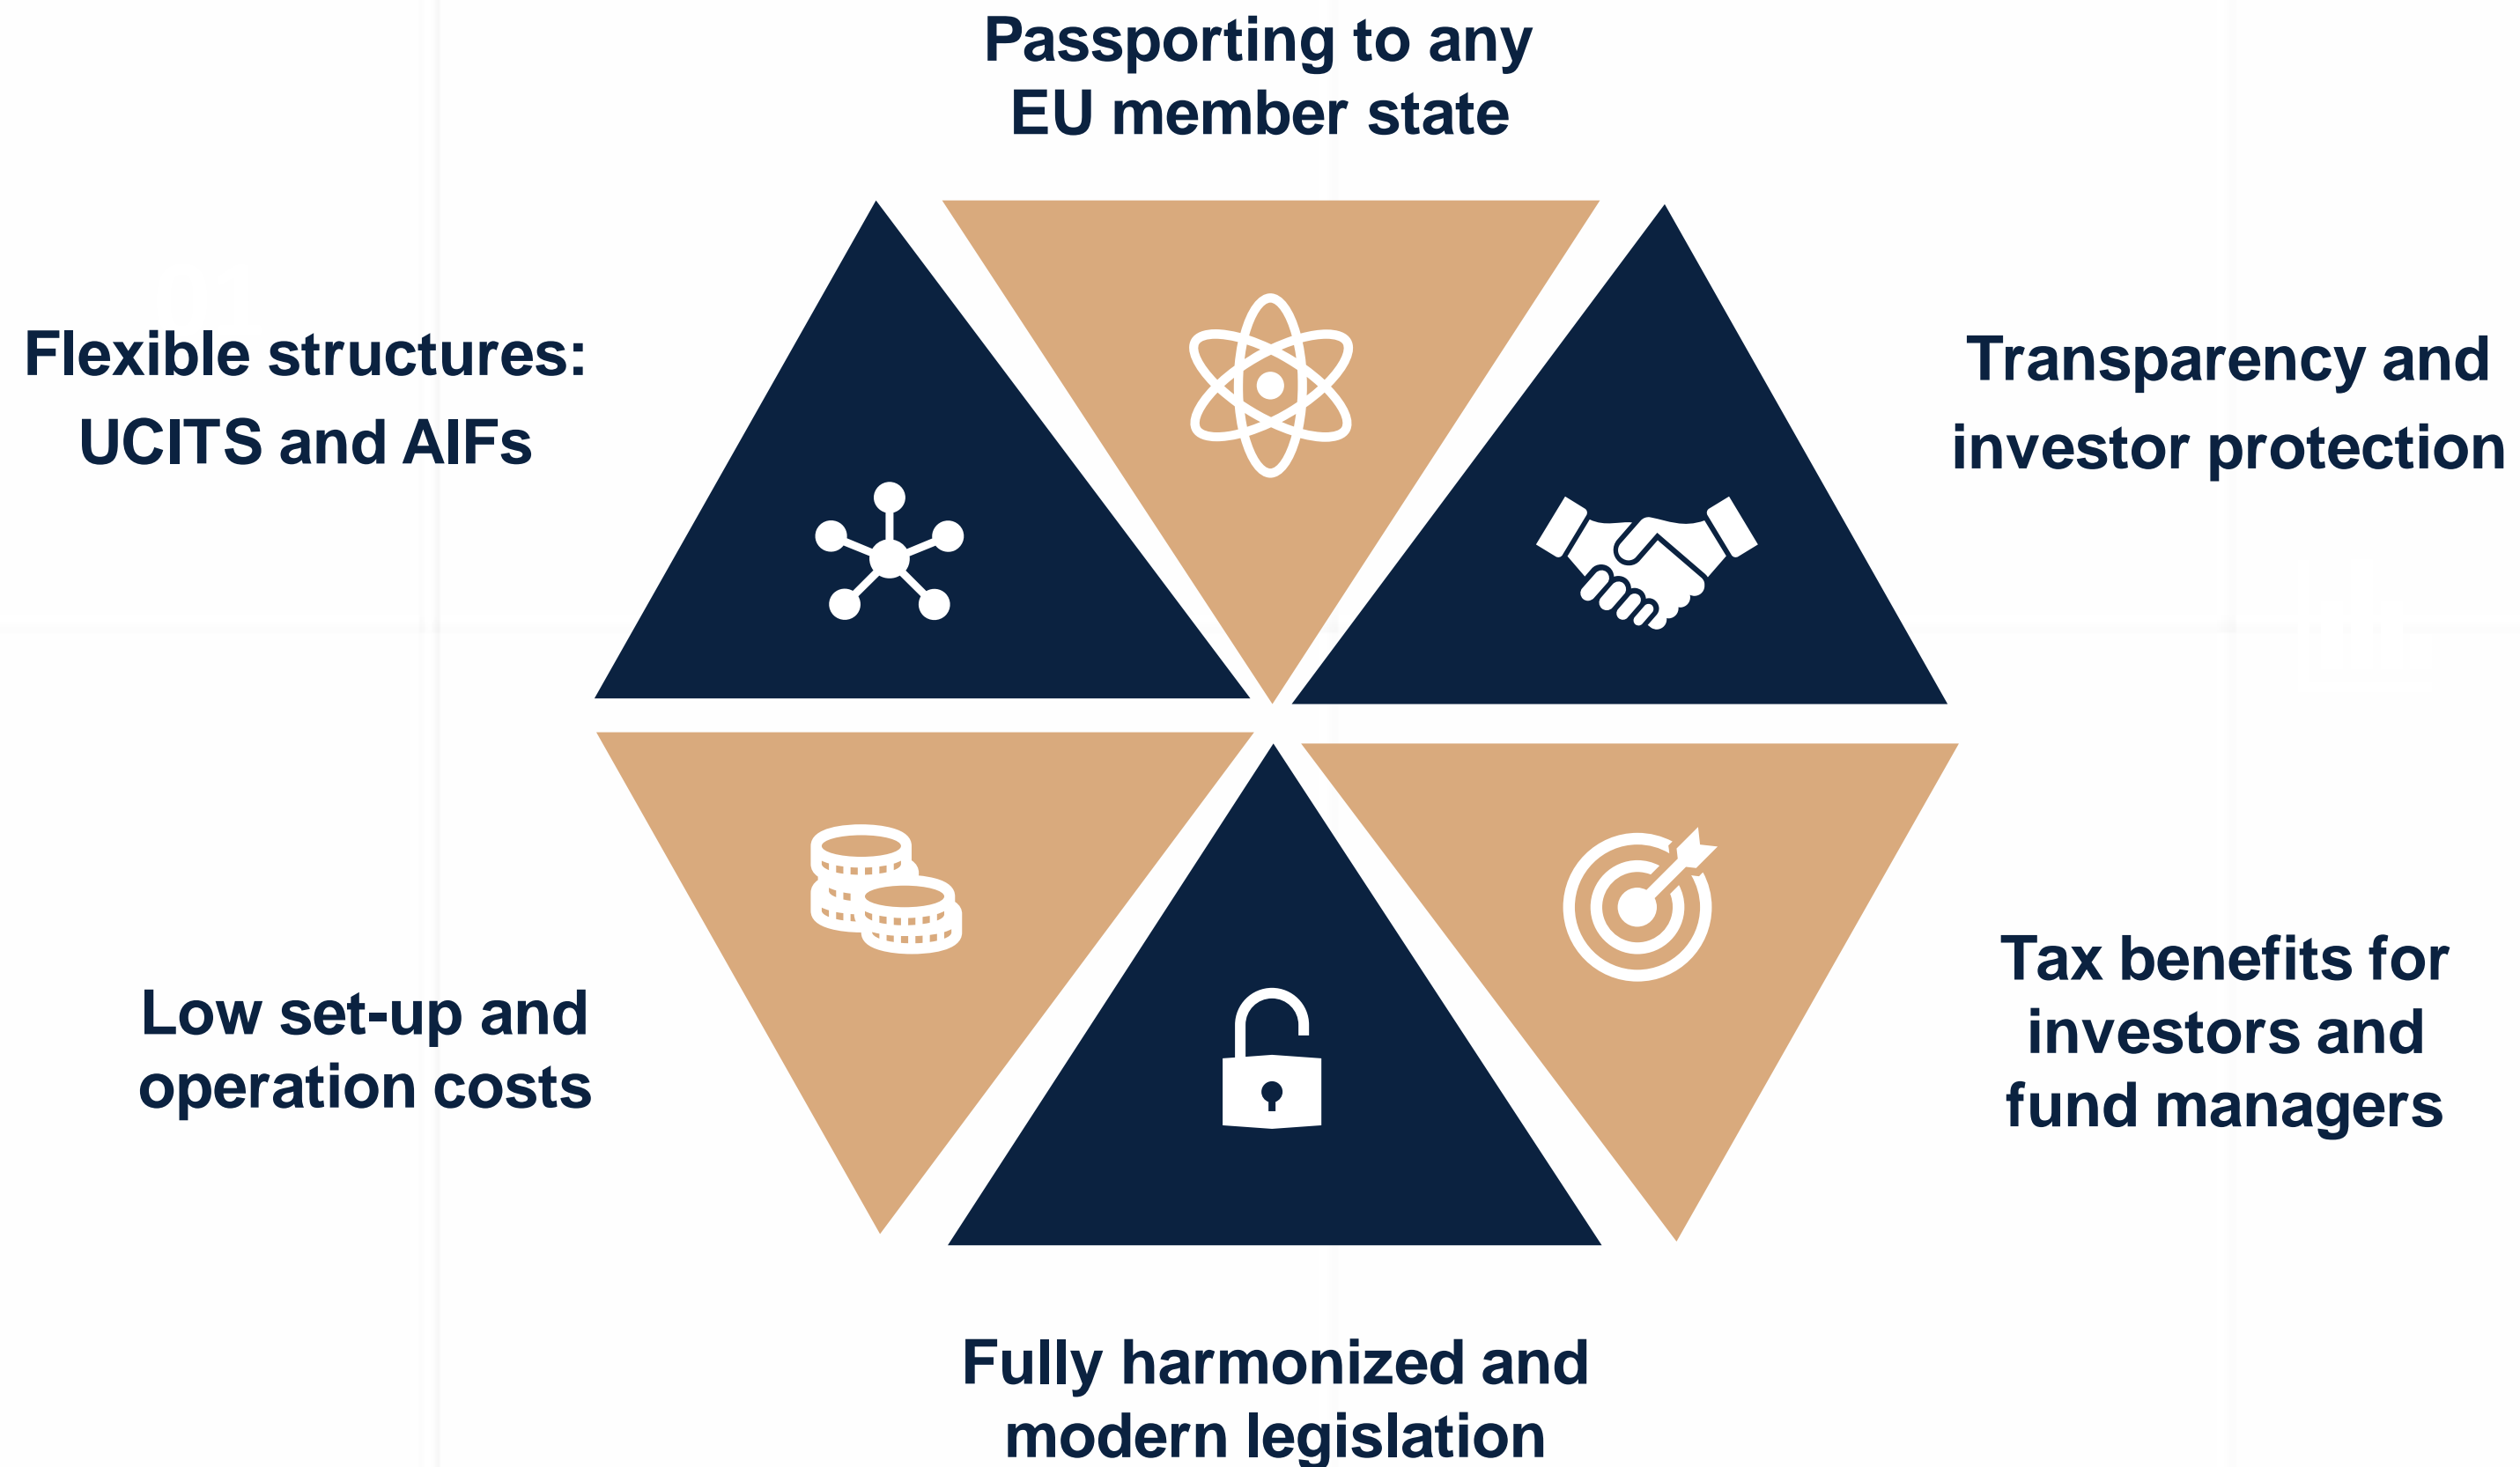 Passporting to any
EU member state
Flexible structures:
UCITS and AIFs
Transparency and
investor protection
Low set-up and
operation costs
Tax benefits for
investors and
fund managers
Fully harmonized and
modern legislation